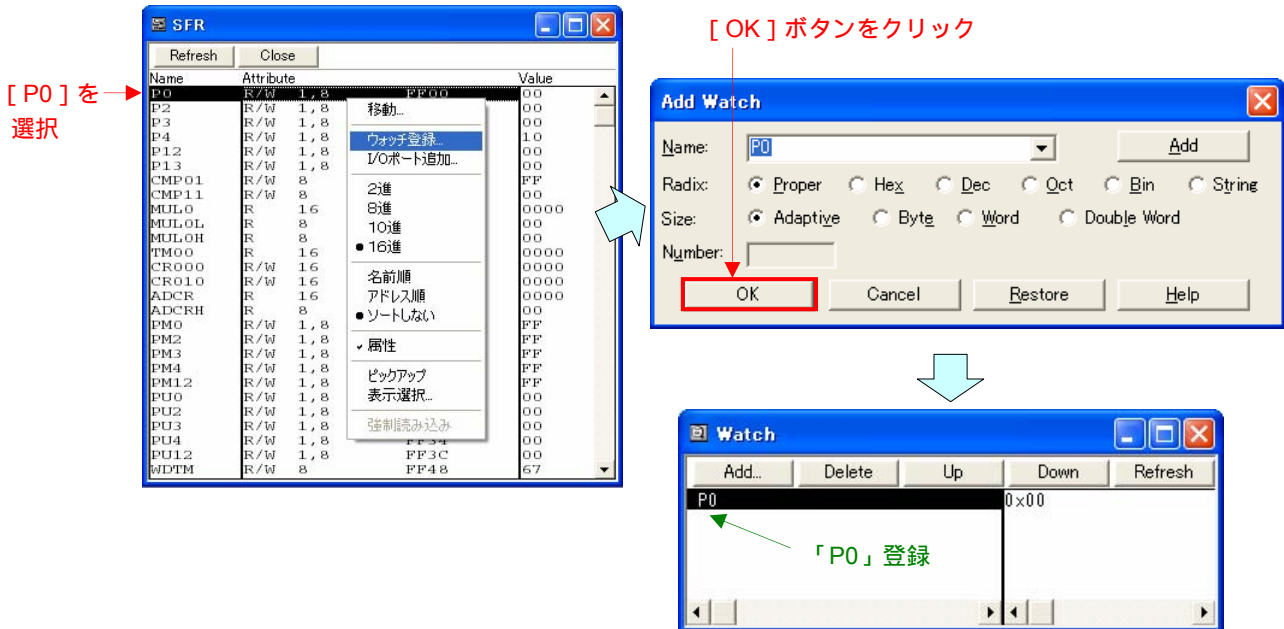 SFR
Refresh Close
Name Attribute Value
P0 R/W 1,8 FF00 00
P2 R/W 1,8 00
P3 R/W 1,8 00
P4 R/W 1,8 10
P12 R/W 1,8 00
P13 R/W 1,8 00
CMP01 R/W 8 FF
CMP11 R/W 8 00
MUL0 R 16 0000
MUL0L R 8 00
MUL0H R 8 00
TM00 R 16 0000
CR000 R/W 16 0000
CR010 R/W 16 0000
ADCR R 16 0000
ADCRH R 8 00
PM0 R/W 1,8 FF
PM2 R/W 1,8 FF
PM3 R/W 1,8 FF
PM4 R/W 1,8 FF
PM12 R/W 1,8 FF
PU0 R/W 1,8 00
PU2 R/W 1,8 00
PU3 R/W 1,8 00
PU4 R/W 1,8 FF34 00
PU12 R/W 1,8 FF3C 00
WDTM R/W 8 FF48 67
移動...
ウォッチ登録...
I/Oポート追加...
2進
8進
10進
16進
名前順
アドレス順
ソートしない
属性
ピックアップ
表示選択...
強制読み込み
[ P0 ] を
選択
[ OK ] ボタンをクリック
Add Watch
Name: P0 Add
Radix: Proper Hex Dec Oct Bin String
Size: Adaptive Byte Word Double Word
Number:
OK Cancel Restore Help
Watch
Add... Delete Up Down Refresh
P0 0x00
「P0」登録